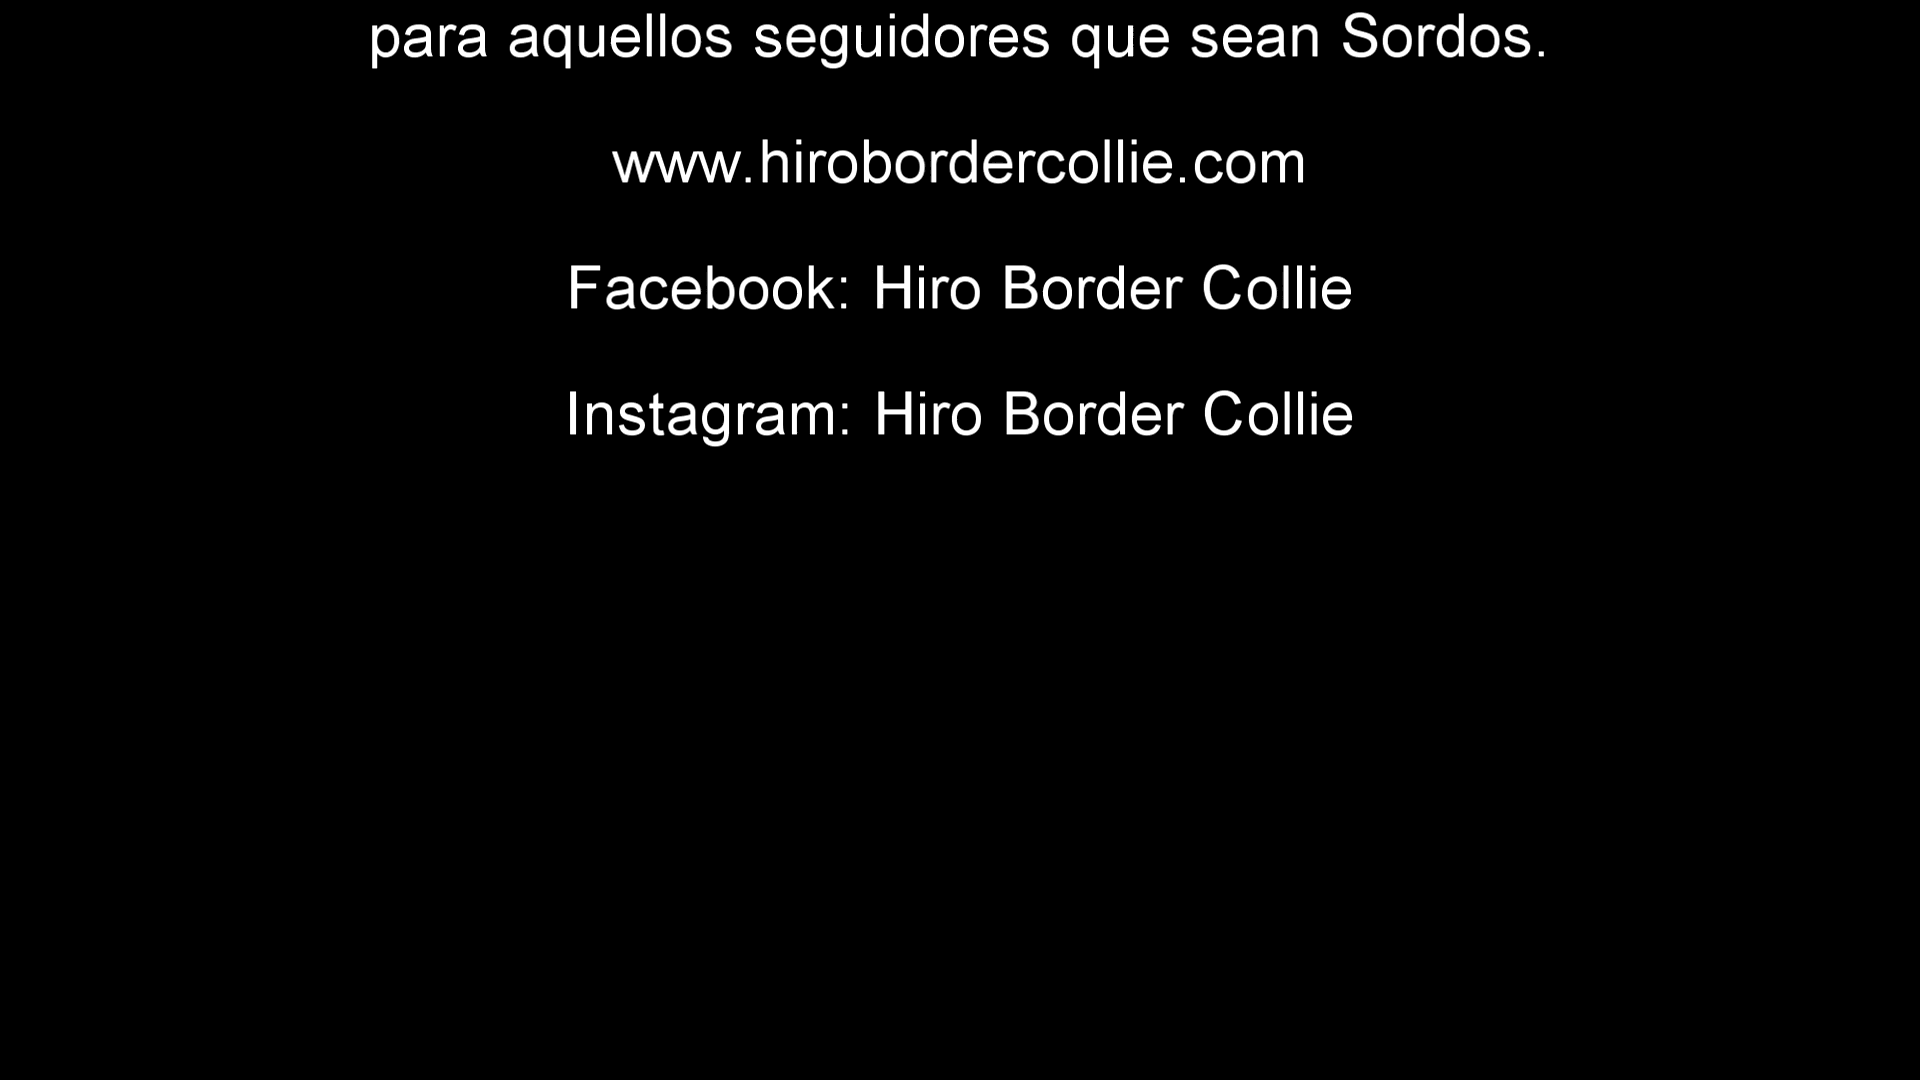 para aquellos seguidores que sean Sordos.
www.hirobordercollie.com
Facebook: Hiro Border Collie
Instagram: Hiro Border Collie